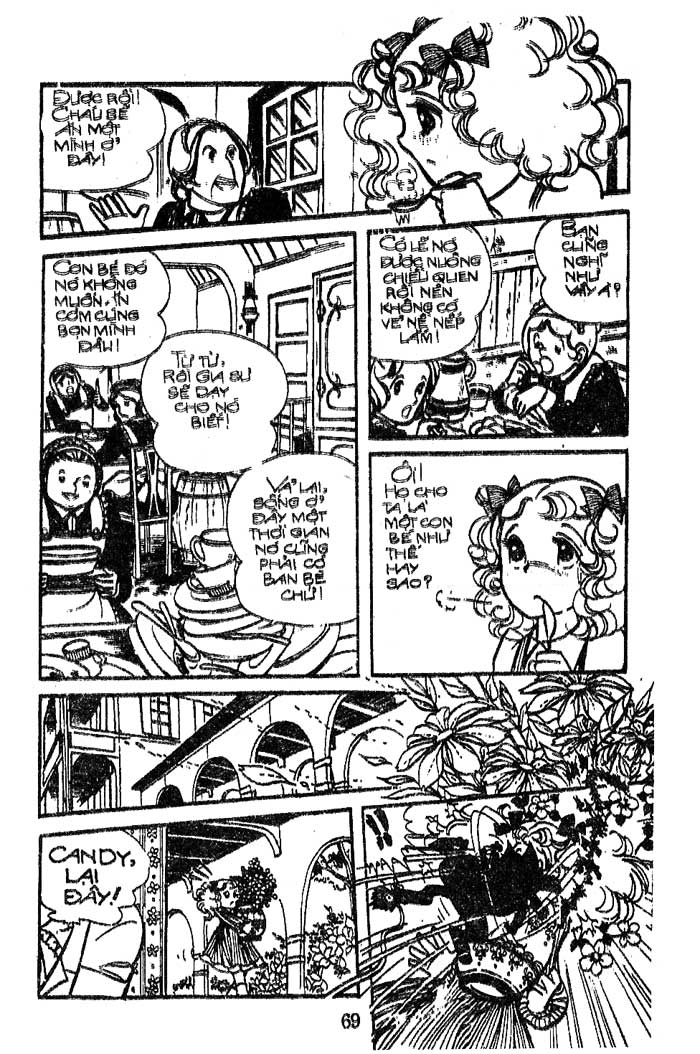 ĐƯỢC RỒI!
CHÁU BÉ
ĂN MỘT
MÌNH Ở
ĐÂY!
CON BÉ ĐÓ
NÓ KHÔNG
MUỐN ĂN
CƠM CÙNG
BỌN MÌNH
ĐÂU!
TỪ TỪ,
RỒI GIA SƯ
SẼ DẠY
CHO NÓ
BIẾT!
VẢ LẠI,
SỐNG Ở
ĐÂY MỘT
THỜI GIAN
NÓ CŨNG
PHẢI CÓ
BẠN BÈ
CHỨ!
CÓ LẼ NÓ
ĐƯỢC NUÔNG
CHIỀU QUEN
RỒI NÊN
KHÔNG CÓ
VẺ NỀ NẾP
LẮM!
BẠN
CŨNG
NGHĨ
NHƯ
VẬY À?
ÔI!
HỌ CHO
TA LÀ
MỘT CON
BÉ NHƯ
THẾ
HAY
SAO?
CANDY,
LẠI
ĐÂY!
!!
69